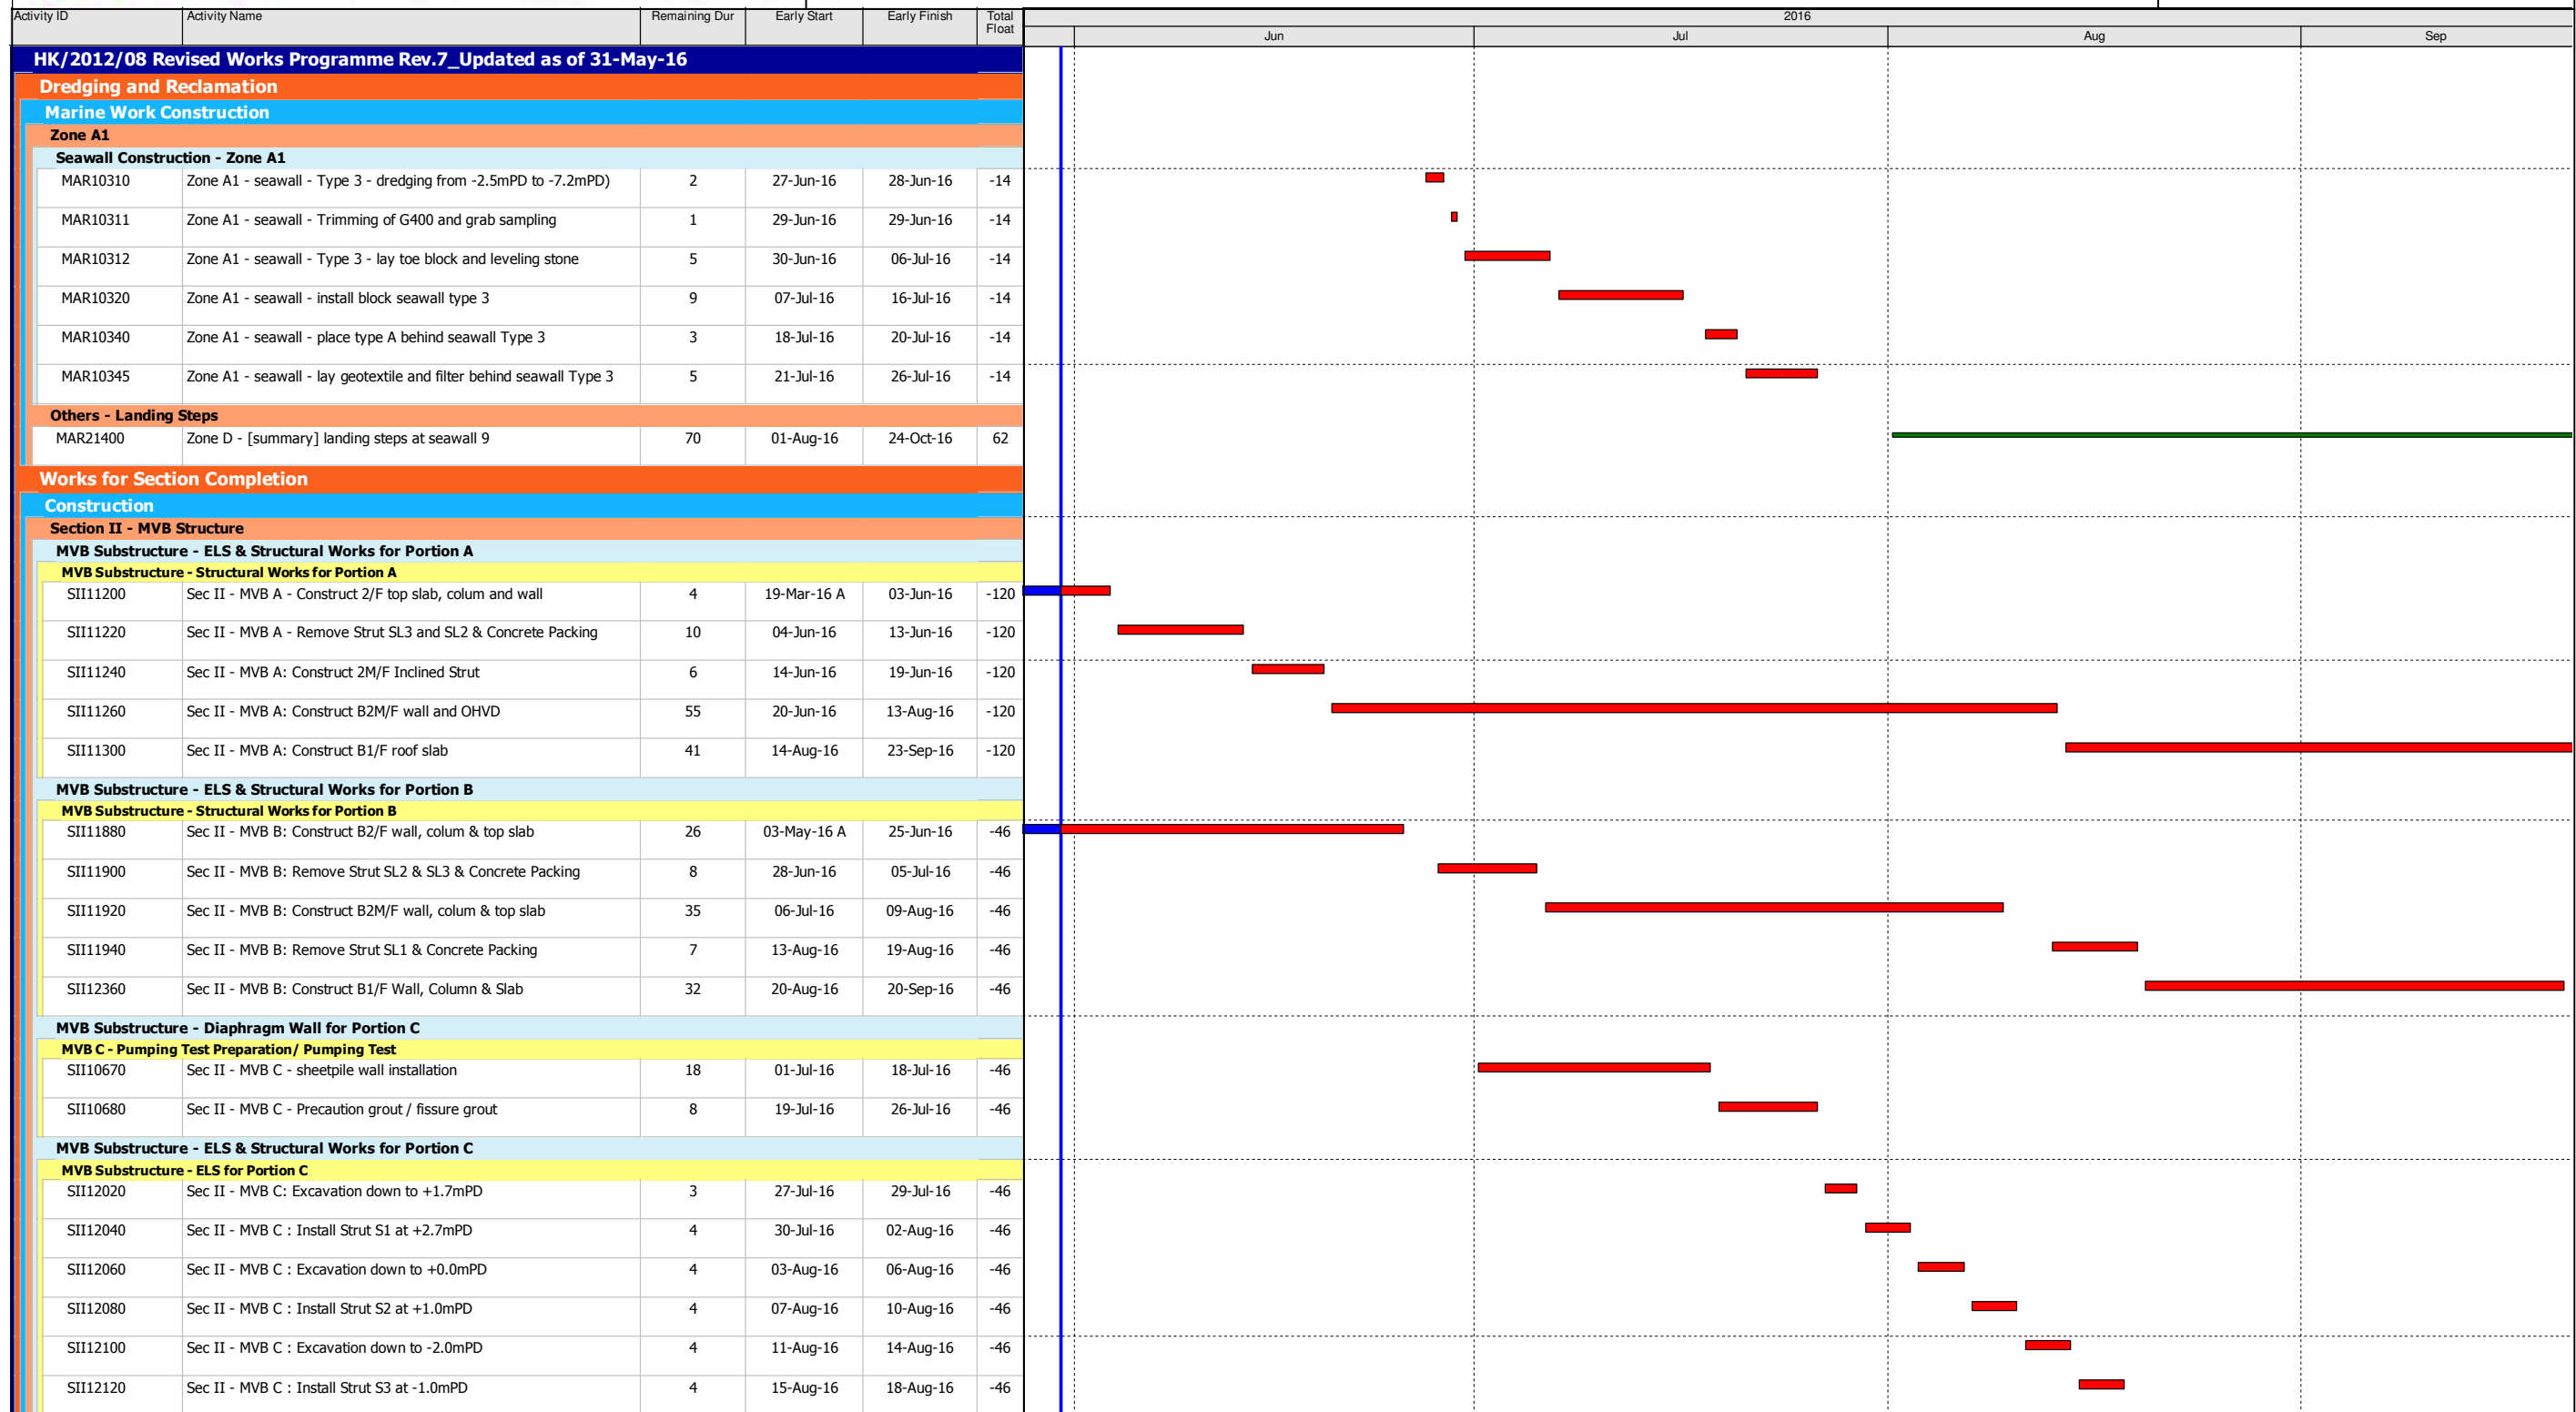 Activity ID Activity Name Remaining Dur Early Start Early Finish Total Float 2016
Jun Jul Aug Sep
HK/2012/08 Revised Works Programme Rev.7_Updated as of 31-May-16
Dredging and Reclamation
Marine Work Construction
Zone A1
Seawall Construction - Zone A1
MAR10310 Zone A1 - seawall - Type 3 - dredging from -2.5mPD to -7.2mPD) 2 27-Jun-16 28-Jun-16 -14
MAR10311 Zone A1 - seawall - Trimming of G400 and grab sampling 1 29-Jun-16 29-Jun-16 -14
MAR10312 Zone A1 - seawall - Type 3 - lay toe block and leveling stone 5 30-Jun-16 06-Jul-16 -14
MAR10320 Zone A1 - seawall - install block seawall type 3 9 07-Jul-16 16-Jul-16 -14
MAR10340 Zone A1 - seawall - place type A behind seawall Type 3 3 18-Jul-16 20-Jul-16 -14
MAR10345 Zone A1 - seawall - lay geotextile and filter behind seawall Type 3 5 21-Jul-16 26-Jul-16 -14
Others - Landing Steps
MAR21400 Zone D - [summary] landing steps at seawall 9 70 01-Aug-16 24-Oct-16 62
Works for Section Completion
Construction
Section II - MVB Structure
MVB Substructure - ELS & Structural Works for Portion A
MVB Substructure - Structural Works for Portion A
SII11200 Sec II - MVB A - Construct 2/F top slab, colum and wall 4 19-Mar-16 A 03-Jun-16 -120
SII11220 Sec II - MVB A - Remove Strut SL3 and SL2 & Concrete Packing 10 04-Jun-16 13-Jun-16 -120
SII11240 Sec II - MVB A: Construct 2M/F Inclined Strut 6 14-Jun-16 19-Jun-16 -120
SII11260 Sec II - MVB A: Construct B2M/F wall and OHVD 55 20-Jun-16 13-Aug-16 -120
SII11300 Sec II - MVB A: Construct B1/F roof slab 41 14-Aug-16 23-Sep-16 -120
MVB Substructure - ELS & Structural Works for Portion B
MVB Substructure - Structural Works for Portion B
SII11880 Sec II - MVB B: Construct B2/F wall, colum & top slab 26 03-May-16 A 25-Jun-16 -46
SII11900 Sec II - MVB B: Remove Strut SL2 & SL3 & Concrete Packing 8 28-Jun-16 05-Jul-16 -46
SII11920 Sec II - MVB B: Construct B2M/F wall, colum & top slab 35 06-Jul-16 09-Aug-16 -46
SII11940 Sec II - MVB B: Remove Strut SL1 & Concrete Packing 7 13-Aug-16 19-Aug-16 -46
SII12360 Sec II - MVB B: Construct B1/F Wall, Column & Slab 32 20-Aug-16 20-Sep-16 -46
MVB Substructure - Diaphragm Wall for Portion C
MVB C - Pumping Test Preparation/ Pumping Test
SII10670 Sec II - MVB C - sheetpile wall installation 18 01-Jul-16 18-Jul-16 -46
SII10680 Sec II - MVB C - Precaution grout / fissure grout 8 19-Jul-16 26-Jul-16 -46
MVB Substructure - ELS & Structural Works for Portion C
MVB Substructure - ELS for Portion C
SII12020 Sec II - MVB C: Excavation down to +1.7mPD 3 27-Jul-16 29-Jul-16 -46
SII12040 Sec II - MVB C : Install Strut S1 at +2.7mPD 4 30-Jul-16 02-Aug-16 -46
SII12060 Sec II - MVB C : Excavation down to +0.0mPD 4 03-Aug-16 06-Aug-16 -46
SII12080 Sec II - MVB C : Install Strut S2 at +1.0mPD 4 07-Aug-16 10-Aug-16 -46
SII12100 Sec II - MVB C : Excavation down to -2.0mPD 4 11-Aug-16 14-Aug-16 -46
SII12120 Sec II - MVB C : Install Strut S3 at -1.0mPD 4 15-Aug-16 18-Aug-16 -46